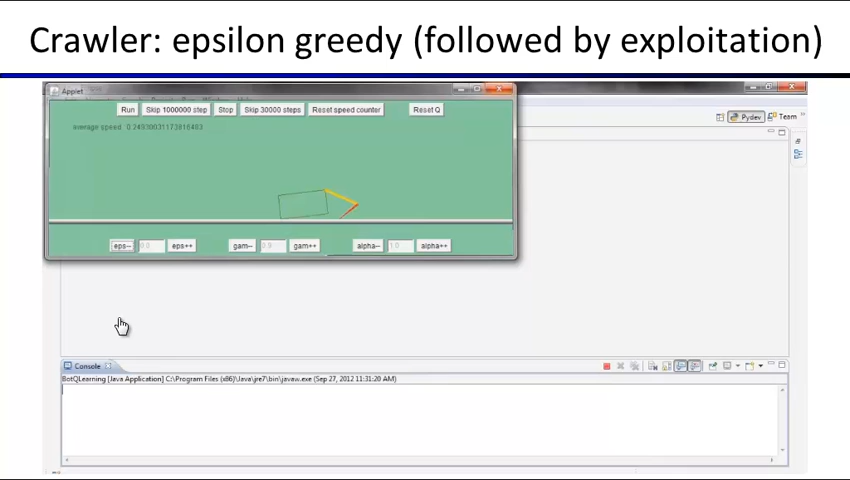 Crawler: epsilon greedy (followed by exploitation)
Applet
Run Skip 1000000 step Stop Skip 30000 steps Reset speed counter Reset Q
Pydev Team
eps-- eps++ gam-- gam++ alpha-- alpha++
Console
BotQLearning [Java Application] C:\Program Files (x86)\Java\jre7\bin\javaw.exe (Sep 27, 2012 11:31:20 AM)